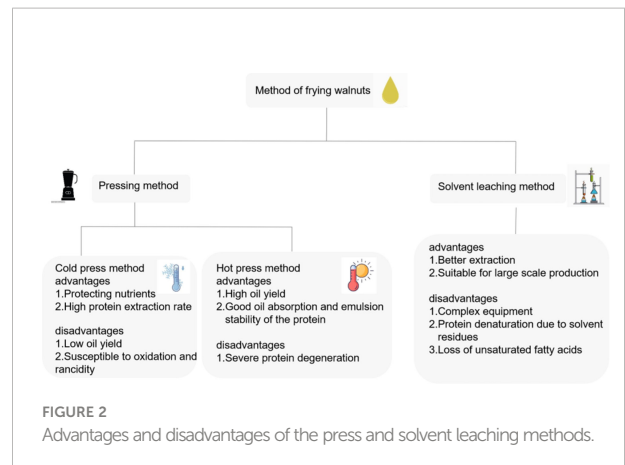 Method of frying walnuts
Pressing method
Solvent leaching method
Cold press method
advantages
1.Protecting nutrients
2.High protein extraction rate
disadvantages
1.Low oil yield
2.Susceptible to oxidation and
rancidity
Hot press method
advantages
1.High oil yield
2.Good oil absorption and emulsion
stability of the protein
disadvantages
1.Severe protein degeneration
advantages
1.Better extraction
2.Suitable for large scale production
disadvantages
1.Complex equipment
2.Protein denaturation due to solvent
residues
3.Loss of unsaturated fatty acids
FIGURE 2
Advantages and disadvantages of the press and solvent leaching methods.